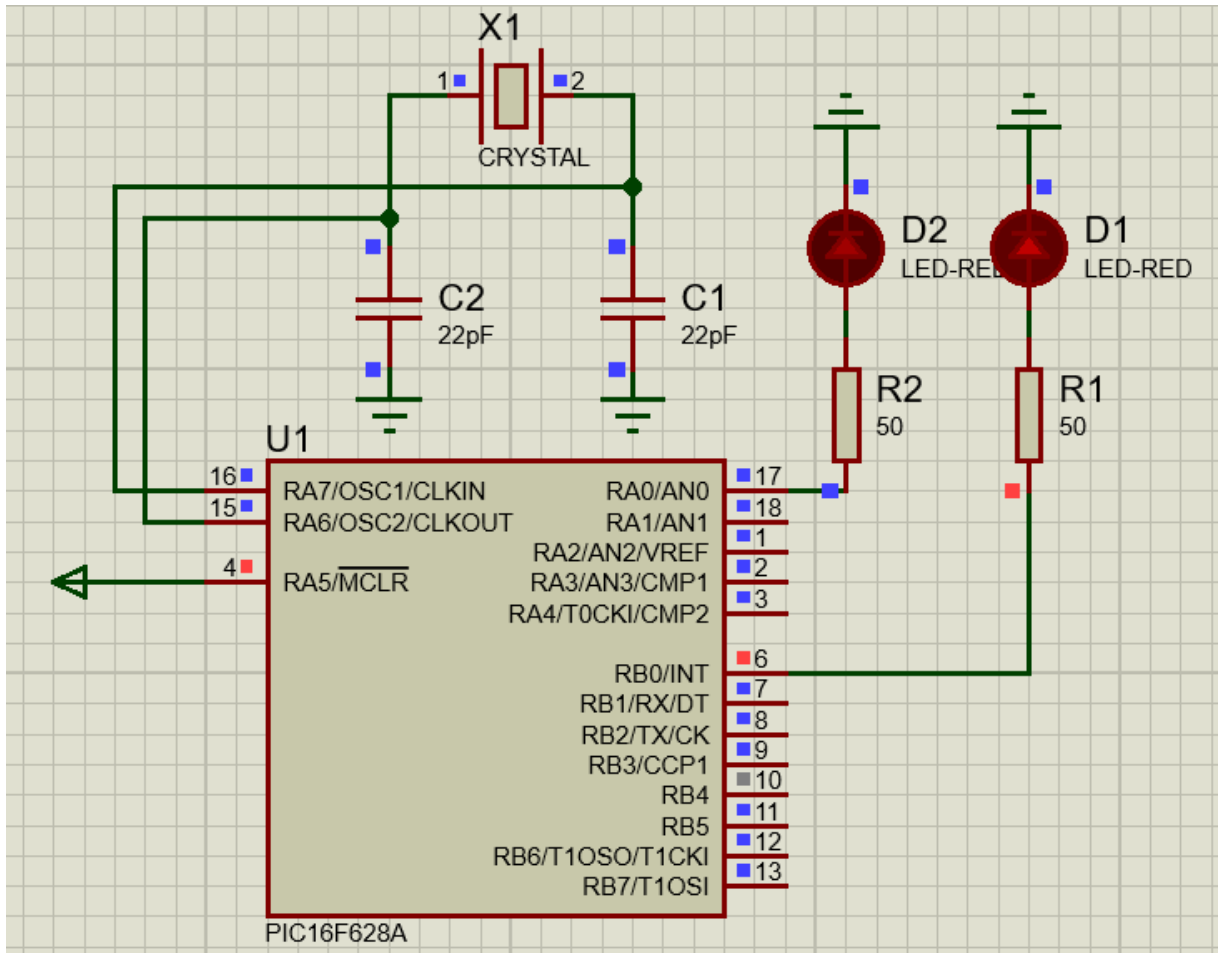 X1
1 2
CRYSTAL
D2
LED-RED
D1
LED-RED
C2
22pF
C1
22pF
R2
50
R1
50
U1
16 RA7/OSC1/CLKIN
15 RA6/OSC2/CLKOUT
4 RA5/MCLR
RA0/AN0 17
RA1/AN1 18
RA2/AN2/VREF 1
RA3/AN3/CMP1 2
RA4/T0CKI/CMP2 3
RB0/INT 6
RB1/RX/DT 7
RB2/TX/CK 8
RB3/CCP1 9
RB4 10
RB5 11
RB6/T1OSO/T1CKI 12
RB7/T1OSI 13
PIC16F628A